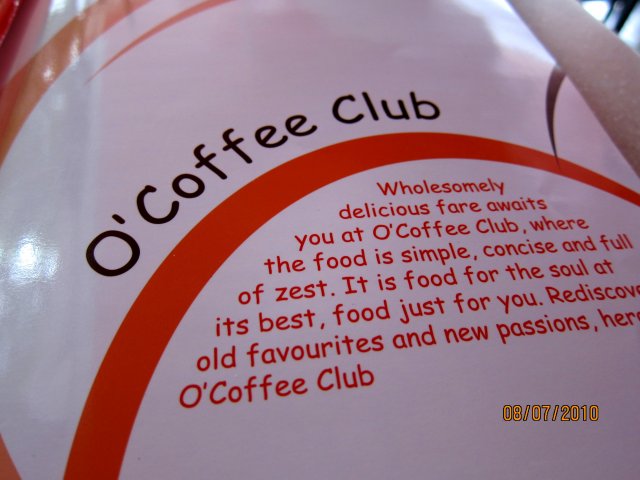 O'Coffee Club
Wholesomely
delicious fare awaits
you at O'Coffee Club, where
the food is simple, concise and full
of zest. It is food for the soul at
its best, food just for you. Rediscove
old favourites and new passions, her
O'Coffee Club
08/07/2010